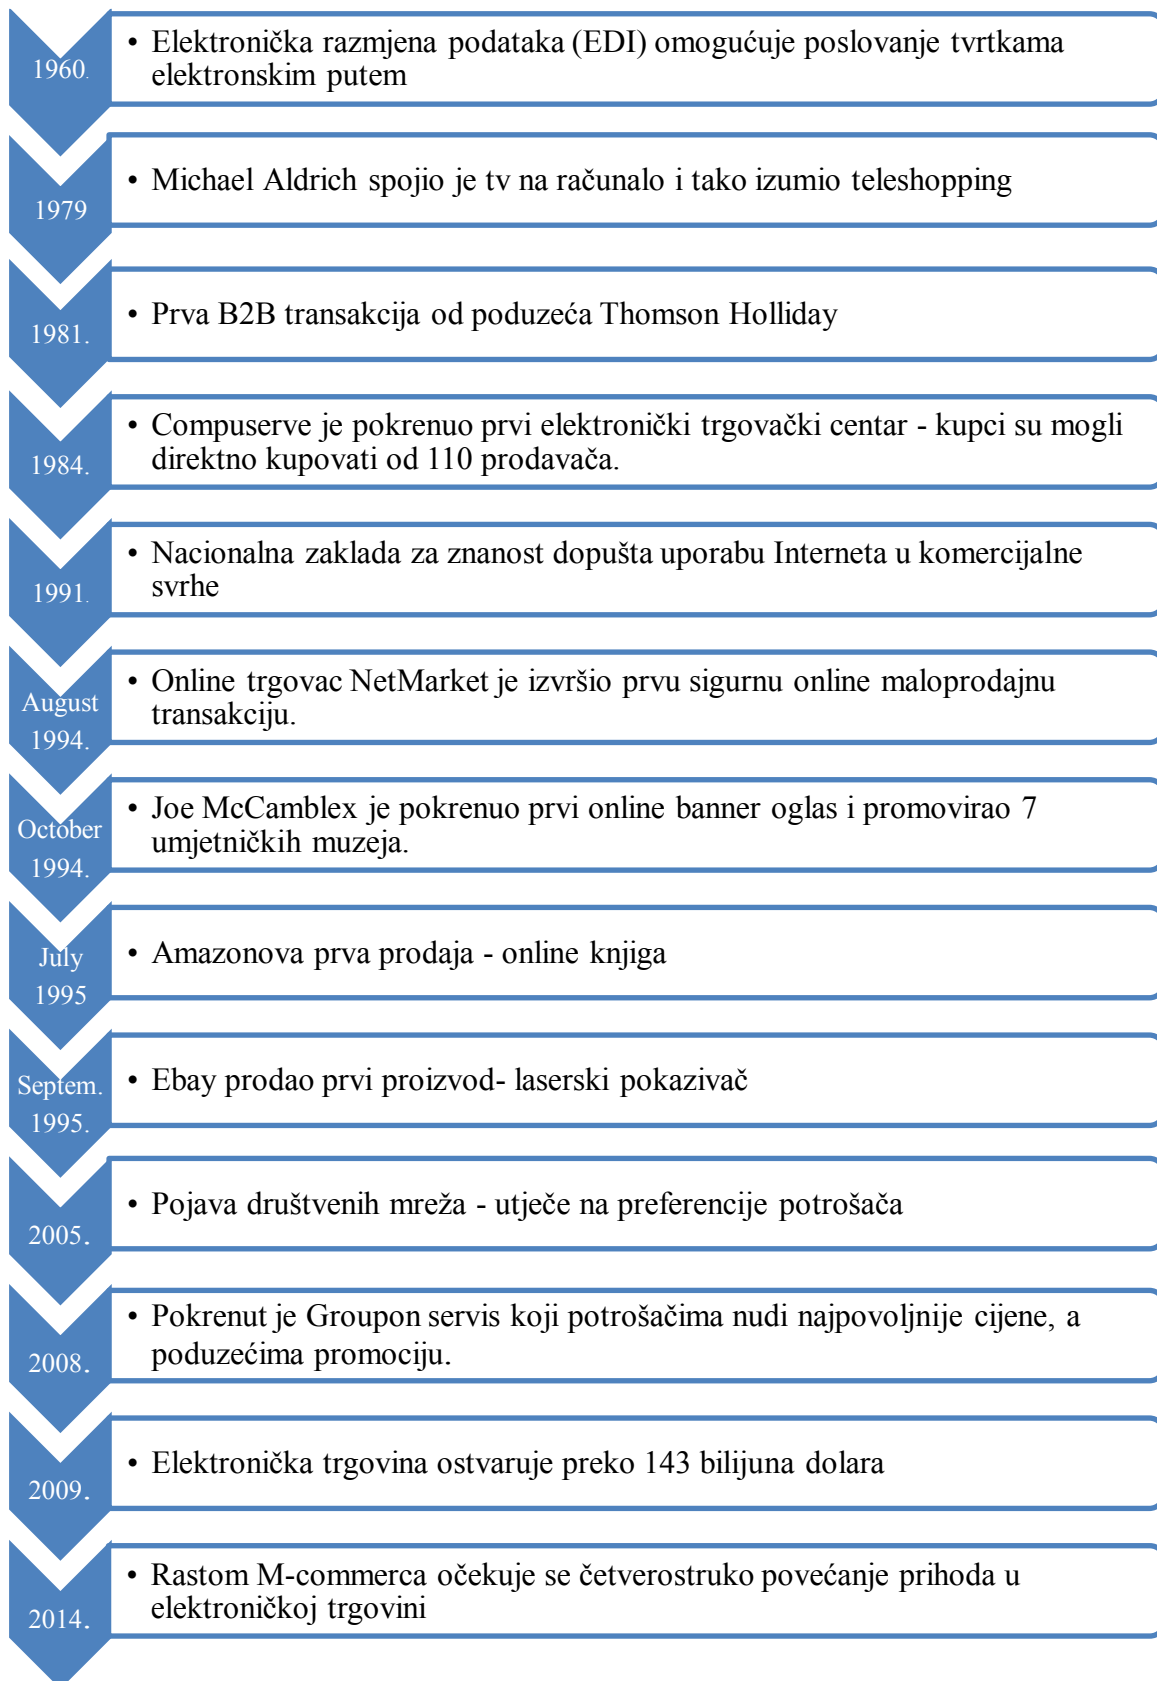 1960.
• Elektronička razmjena podataka (EDI) omogućuje poslovanje tvrtkama
elektronskim putem
1979
• Michael Aldrich spojio je tv na računalo i tako izumio teleshopping
1981.
• Prva B2B transakcija od poduzeća Thomson Holliday
1984.
• Compuserve je pokrenuo prvi elektronički trgovački centar - kupci su mogli
direktno kupovati od 110 prodavača.
1991.
• Nacionalna zaklada za znanost dopušta uporabu Interneta u komercijalne
svrhe
August
1994.
• Online trgovac NetMarket je izvršio prvu sigurnu online maloprodajnu
transakciju.
October
1994.
• Joe McCamblex je pokrenuo prvi online banner oglas i promovirao 7
umjetničkih muzeja.
July
1995
• Amazonova prva prodaja - online knjiga
Septem.
1995.
• Ebay prodao prvi proizvod- laserski pokazivač
2005.
• Pojava društvenih mreža - utječe na preferencije potrošača
2008.
• Pokrenut je Groupon servis koji potrošačima nudi najpovoljnije cijene, a
poduzećima promociju.
2009.
• Elektronička trgovina ostvaruje preko 143 bilijuna dolara
2014.
• Rastom M-commerca očekuje se četverostruko povećanje prihoda u
elektroničkoj trgovini